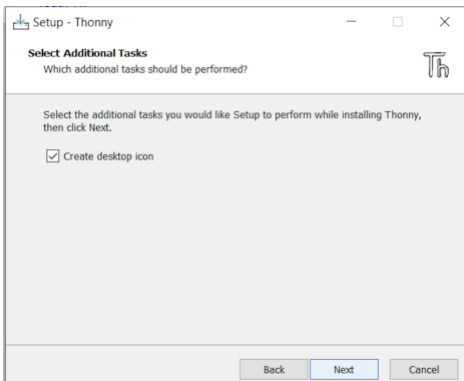 Setup - Thonny
Select Additional Tasks
Which additional tasks should be performed?
Th
Select the additional tasks you would like Setup to perform while installing Thonny,
then click Next.
Create desktop icon
Back Next Cancel